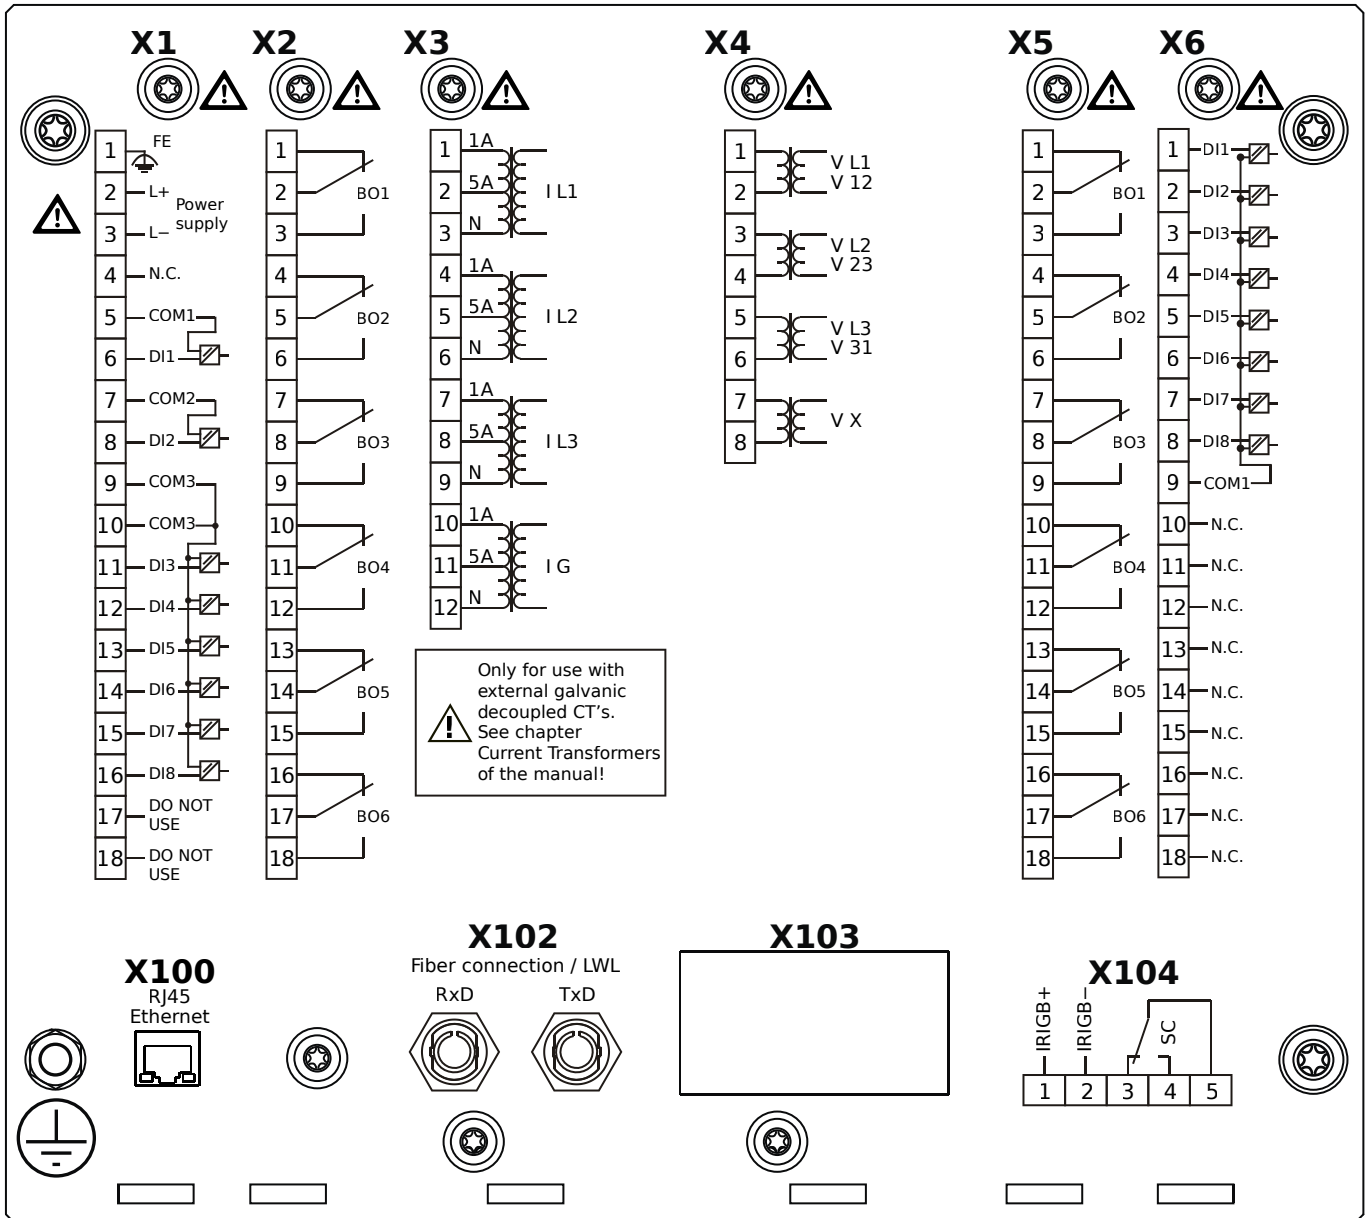 X1
X2
X3
X4
X5
X6
1 FE
2 L+
Power
supply
3 L−
4 N.C.
5 COM1
6 DI1
7 COM2
8 DI2
9 COM3
10 COM3
11 DI3
12 DI4
13 DI5
14 DI6
15 DI7
16 DI8
17 DO NOT
USE
18 DO NOT
USE
1
2 BO1
3
4
5 BO2
6
7
8 BO3
9
10
11 BO4
12
13
14 BO5
15
16
17 BO6
18
1 1A
2 5A I L1
3 N
4 1A
5 5A I L2
6 N
7 1A
8 5A I L3
9 N
10 1A
11 5A I G
12 N
Only for use with
external galvanic
decoupled CT's.
See chapter
Current Transformers
of the manual!
1 V L1
2 V 12
3 V L2
4 V 23
5 V L3
6 V 31
7 V X
8
1
2 BO1
3
4
5 BO2
6
7
8 BO3
9
10
11 BO4
12
13
14 BO5
15
16
17 BO6
18
1 DI1
2 DI2
3 DI3
4 DI4
5 DI5
6 DI6
7 DI7
8 DI8
9 COM1
10 N.C.
11 N.C.
12 N.C.
13 N.C.
14 N.C.
15 N.C.
16 N.C.
17 N.C.
18 N.C.
X100
RJ45
Ethernet
X102
Fiber connection / LWL
RxD TxD
X103
X104
IRIGB+
IRIGB−
SC
1 2 3 4 5